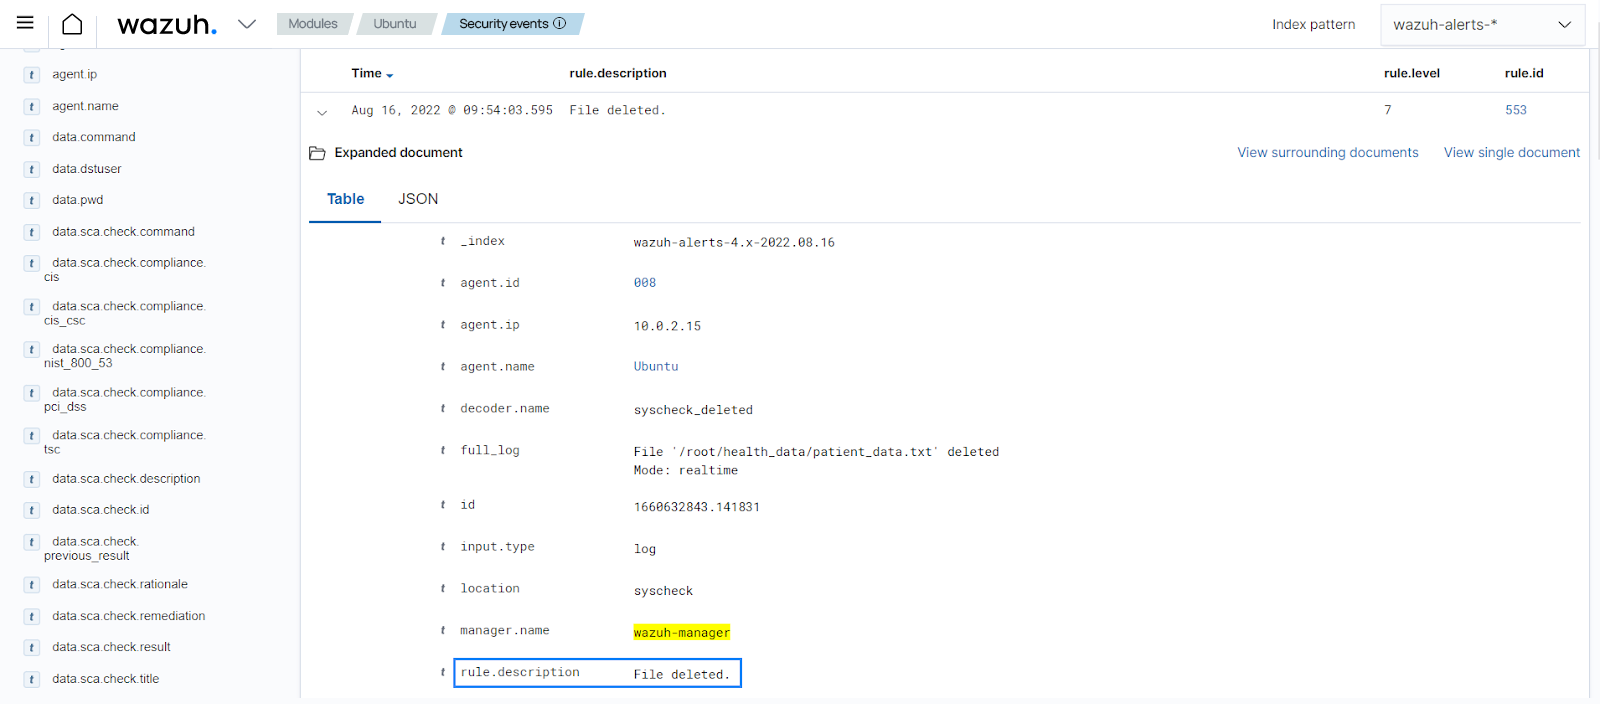 wazuh.
Modules
Ubuntu
Security events
Index pattern
wazuh-alerts-*
t agent.ip
t agent.name
t data.command
t data.dstuser
t data.pwd
t data.sca.check.command
t data.sca.check.compliance.
cis
t data.sca.check.compliance.
cis_csc
t data.sca.check.compliance.
nist_800_53
t data.sca.check.compliance.
pci_dss
t data.sca.check.compliance.
tsc
t data.sca.check.description
t data.sca.check.id
t data.sca.check.
previous_result
t data.sca.check.rationale
t data.sca.check.remediation
t data.sca.check.result
t data.sca.check.title
Time rule.description rule.level rule.id
Aug 16, 2022 @ 09:54:03.595 File deleted. 7 553
Expanded document View surrounding documents View single document
Table JSON
t _index wazuh-alerts-4.x-2022.08.16
t agent.id 008
t agent.ip 10.0.2.15
t agent.name Ubuntu
t decoder.name syscheck_deleted
t full_log File '/root/health_data/patient_data.txt' deleted
Mode: realtime
t id 1660632843.141831
t input.type log
t location syscheck
t manager.name wazuh-manager
t rule.description File deleted.